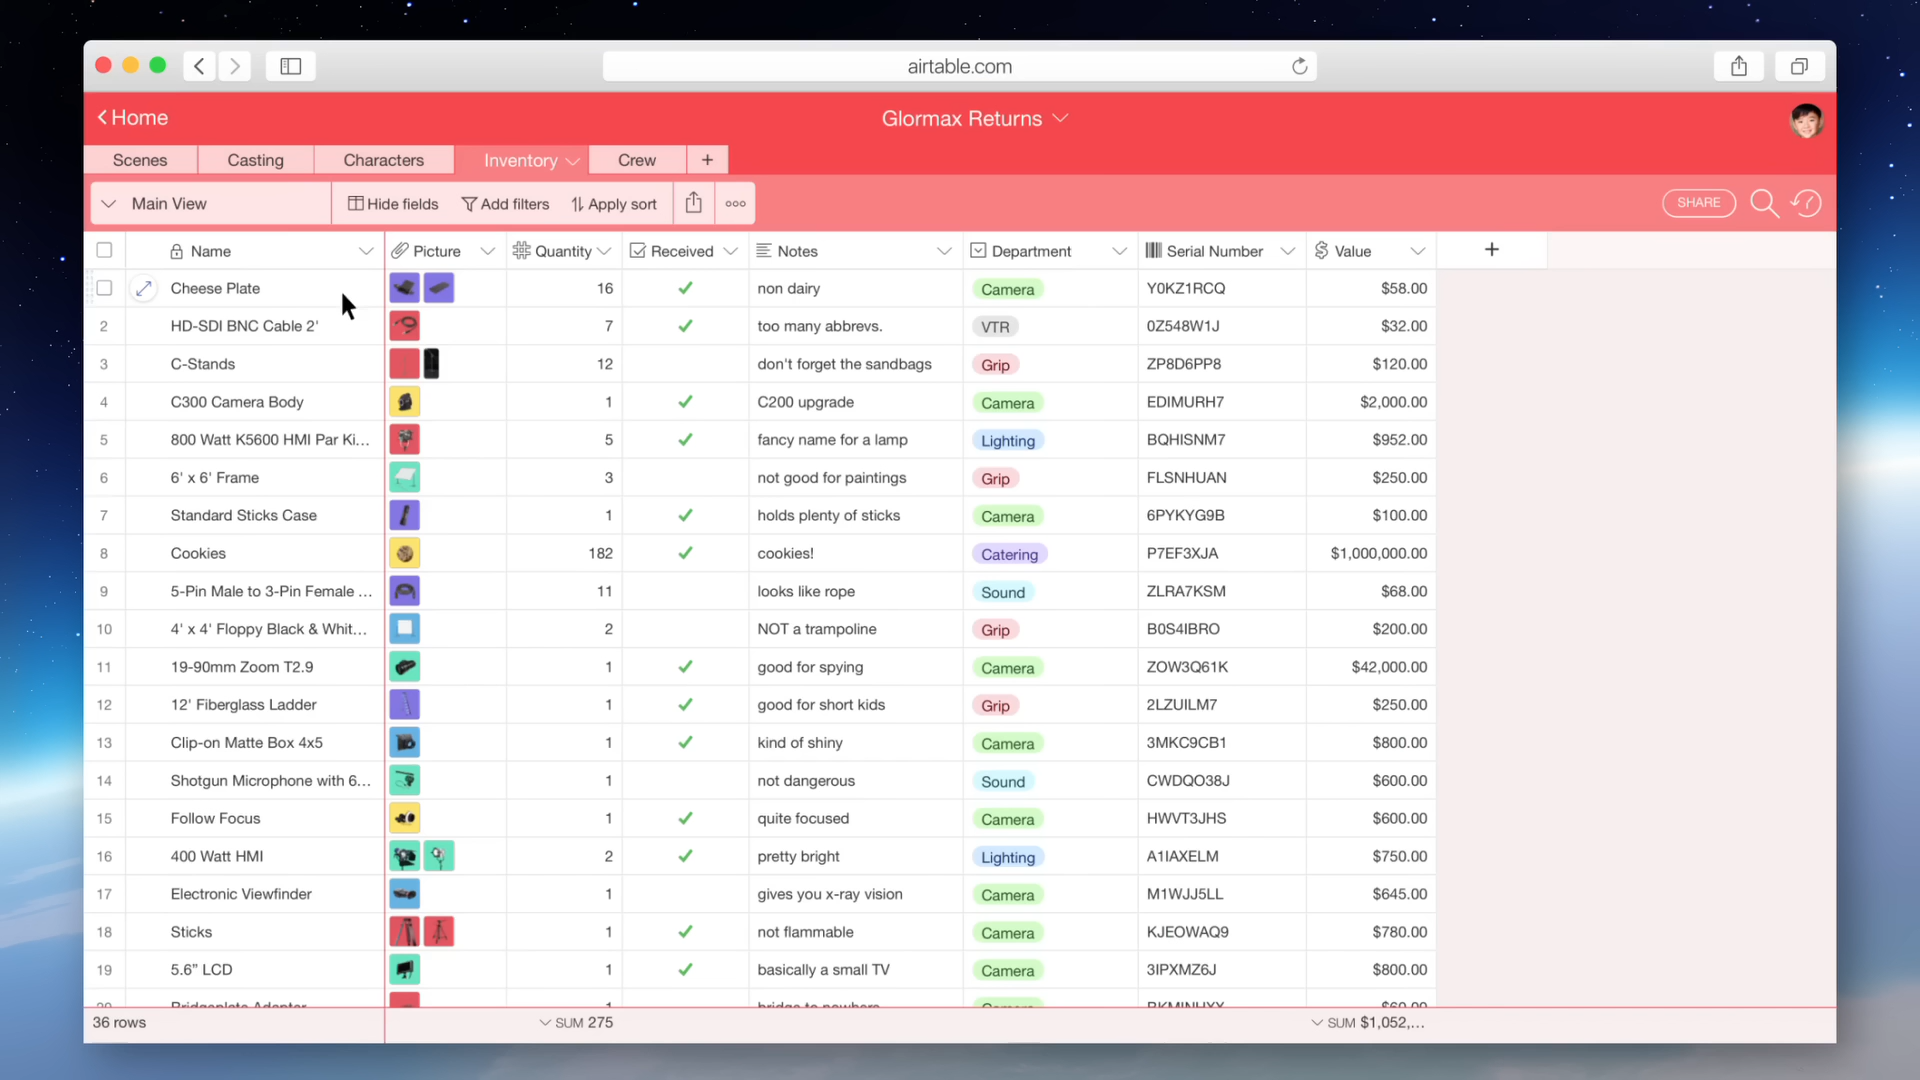 airtable.com
Home
Glormax Returns
Scenes Casting Characters Inventory Crew +
Main View Hide fields Add filters Apply sort SHARE
Name Picture Quantity Received Notes Department Serial Number Value +
Cheese Plate 16 non dairy Camera Y0KZ1RCQ $58.00
2 HD-SDI BNC Cable 2' 7 too many abbrevs. VTR 0Z548W1J $32.00
3 C-Stands 12 don't forget the sandbags Grip ZP8D6PP8 $120.00
4 C300 Camera Body 1 C200 upgrade Camera EDIMURH7 $2,000.00
5 800 Watt K5600 HMI Par Ki... 5 fancy name for a lamp Lighting BQHISNM7 $952.00
6 6' x 6' Frame 3 not good for paintings Grip FLSNHUAN $250.00
7 Standard Sticks Case 1 holds plenty of sticks Camera 6PYKYG9B $100.00
8 Cookies 182 cookies! Catering P7EF3XJA $1,000,000.00
9 5-Pin Male to 3-Pin Female ... 11 looks like rope Sound ZLRA7KSM $68.00
10 4' x 4' Floppy Black & Whit... 2 NOT a trampoline Grip B0S4IBRO $200.00
11 19-90mm Zoom T2.9 1 good for spying Camera ZOW3Q61K $42,000.00
12 12' Fiberglass Ladder 1 good for short kids Grip 2LZUILM7 $250.00
13 Clip-on Matte Box 4x5 1 kind of shiny Camera 3MKC9CB1 $800.00
14 Shotgun Microphone with 6... 1 not dangerous Sound CWDQO38J $600.00
15 Follow Focus 1 quite focused Camera HWVT3JHS $600.00
16 400 Watt HMI 2 pretty bright Lighting A1IAXELM $750.00
17 Electronic Viewfinder 1 gives you x-ray vision Camera M1WJJ5LL $645.00
18 Sticks 1 not flammable Camera KJEOWAQ9 $780.00
19 5.6” LCD 1 basically a small TV Camera 3IPXMZ6J $800.00
20 Bridgeplate Adapter 1 bridge to nowhere Camera
36 rows SUM 275 SUM $1,052,...